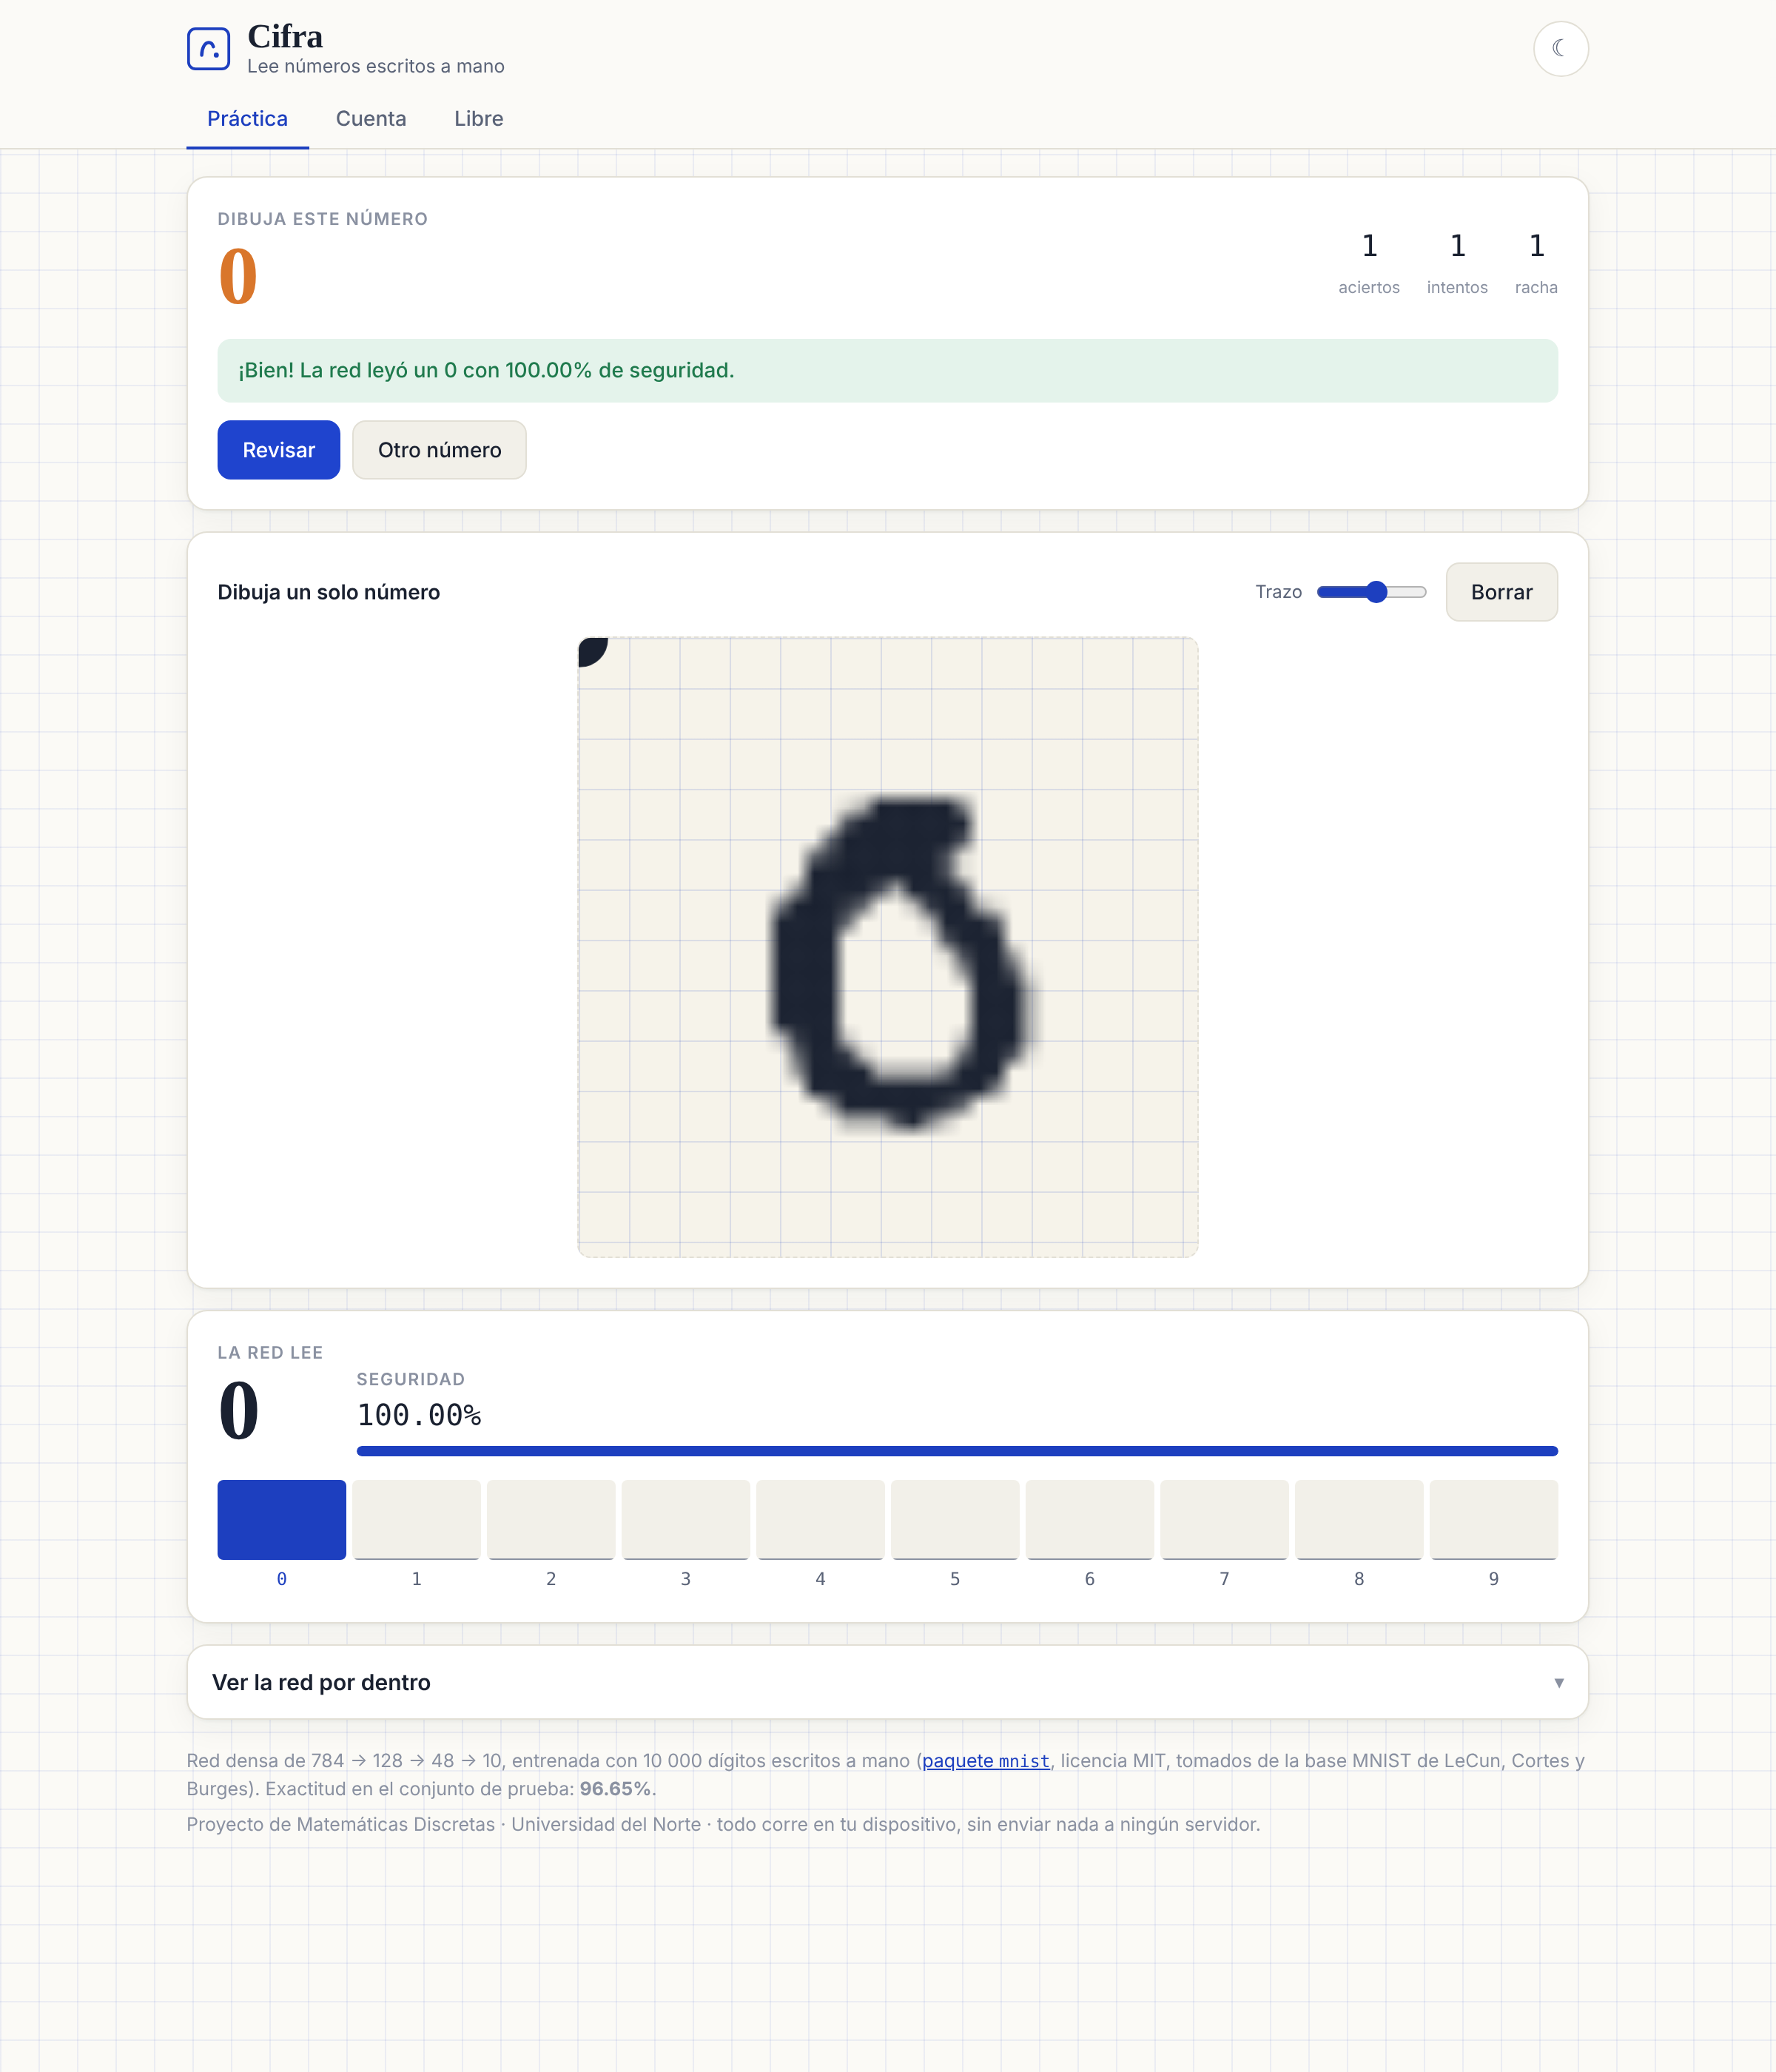 Cifra
Lee números escritos a mano
Práctica
Cuenta
Libre
DIBUJA ESTE NÚMERO
0
1
1
1
aciertos
intentos
racha
¡Bien! La red leyó un 0 con 100.00% de seguridad.
Revisar
Otro número
Dibuja un solo número
Trazo
Borrar
0
LA RED LEE
0
SEGURIDAD
100.00%
0
1
2
3
4
5
6
7
8
9
Ver la red por dentro
Red densa de 784 → 128 → 48 → 10, entrenada con 10 000 dígitos escritos a mano (paquete mnist, licencia MIT, tomados de la base MNIST de LeCun, Cortes y
Burges). Exactitud en el conjunto de prueba: 96.65%.
Proyecto de Matemáticas Discretas · Universidad del Norte · todo corre en tu dispositivo, sin enviar nada a ningún servidor.